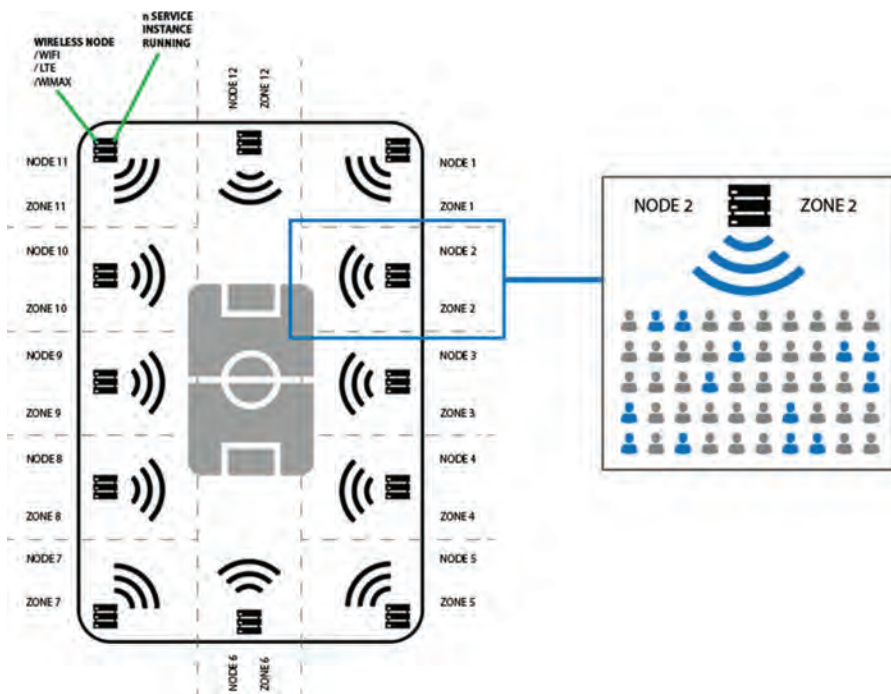 n SERVICE
INSTANCE
RUNNING
WIRELESS NODE
/WIFI
/LTE
/WIMAX
NODE 12
ZONE 12
NODE 11
ZONE 11
NODE 1
ZONE 1
NODE 10
ZONE 10
NODE 2
ZONE 2
NODE 9
ZONE 9
NODE 3
ZONE 3
NODE 8
ZONE 8
NODE 4
ZONE 4
NODE 7
ZONE 7
NODE 5
ZONE 5
NODE 6
ZONE 6
NODE 2
ZONE 2